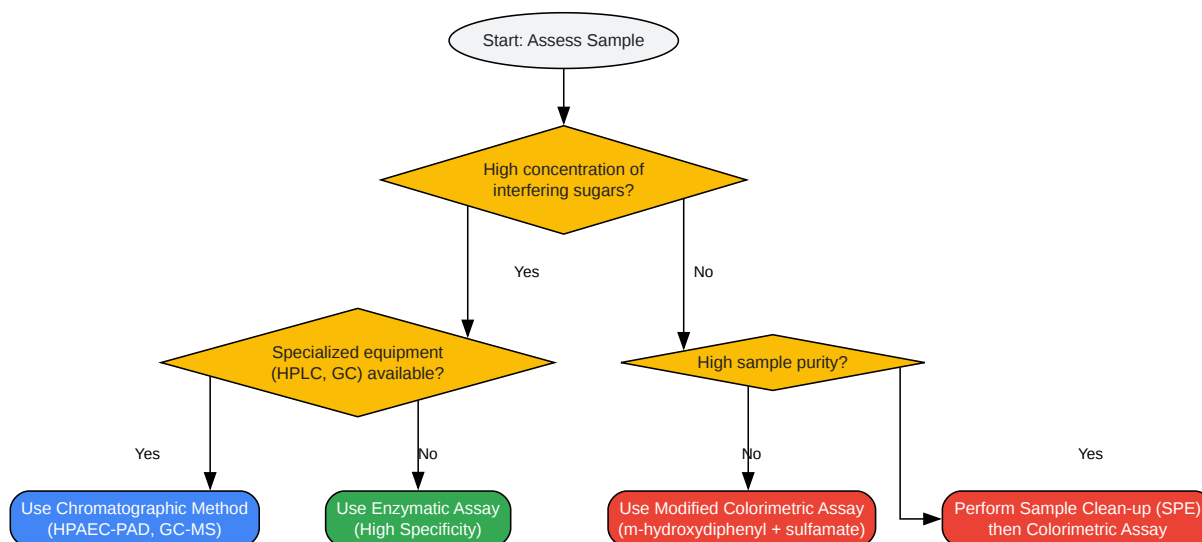 Start: Assess Sample
High concentration of
interfering sugars?
Yes
No
Specialized equipment
(HPLC, GC) available?
High sample purity?
Yes
No
No
Yes
Use Chromatographic Method
(HPAEC-PAD, GC-MS)
Use Enzymatic Assay
(High Specificity)
Use Modified Colorimetric Assay
(m-hydroxydiphenyl + sulfamate)
Perform Sample Clean-up (SPE)
then Colorimetric Assay